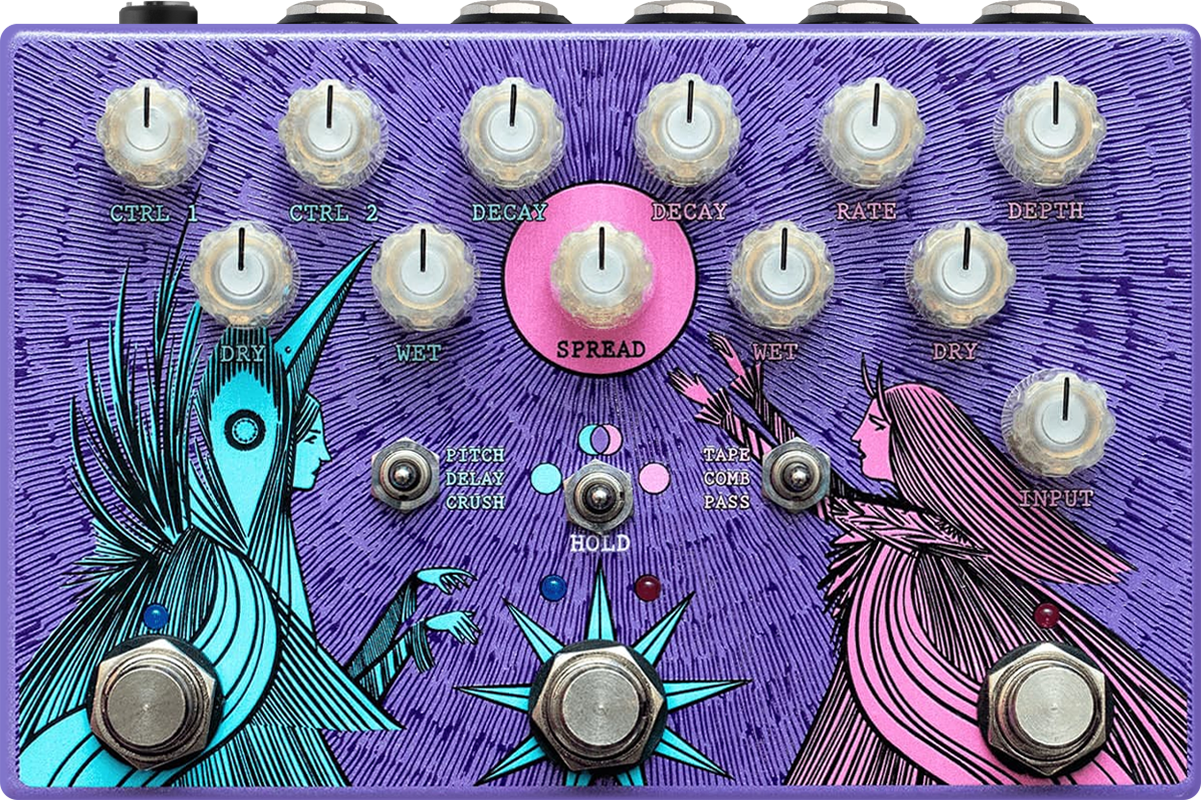 CTRL 1
CTRL 2
DECAY
DECAY
RATE
DEPTH
DRY
WET
SPREAD
WET
DRY
INPUT
PITCH
DELAY
CRUSH
TAPE
COMB
PASS
HOLD